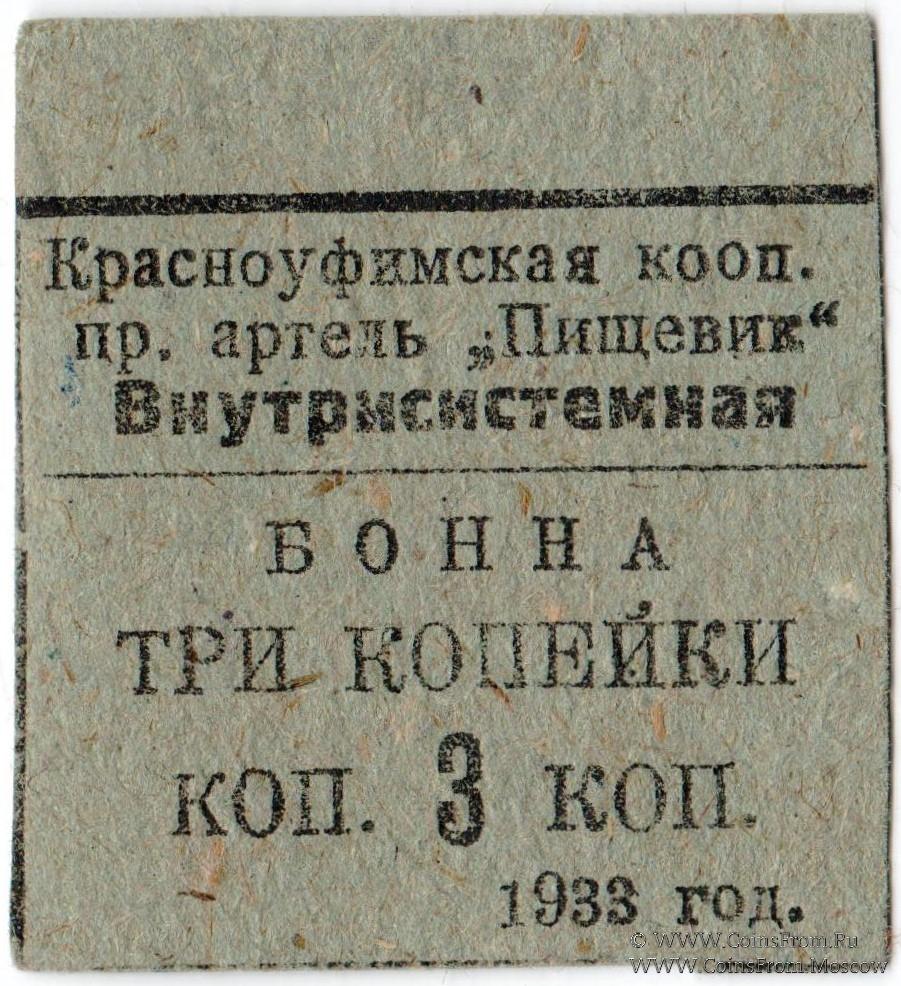 Красноуфимская кооп.
пр. артель „Пищевик“
Внутрисистемная
БОННА
ТРИ КОПЕЙКИ
КОП. 3 КОП.
1933 год.
© WWW.CoinsFrom.Ru
WWW.CoinsFrom.Moscow